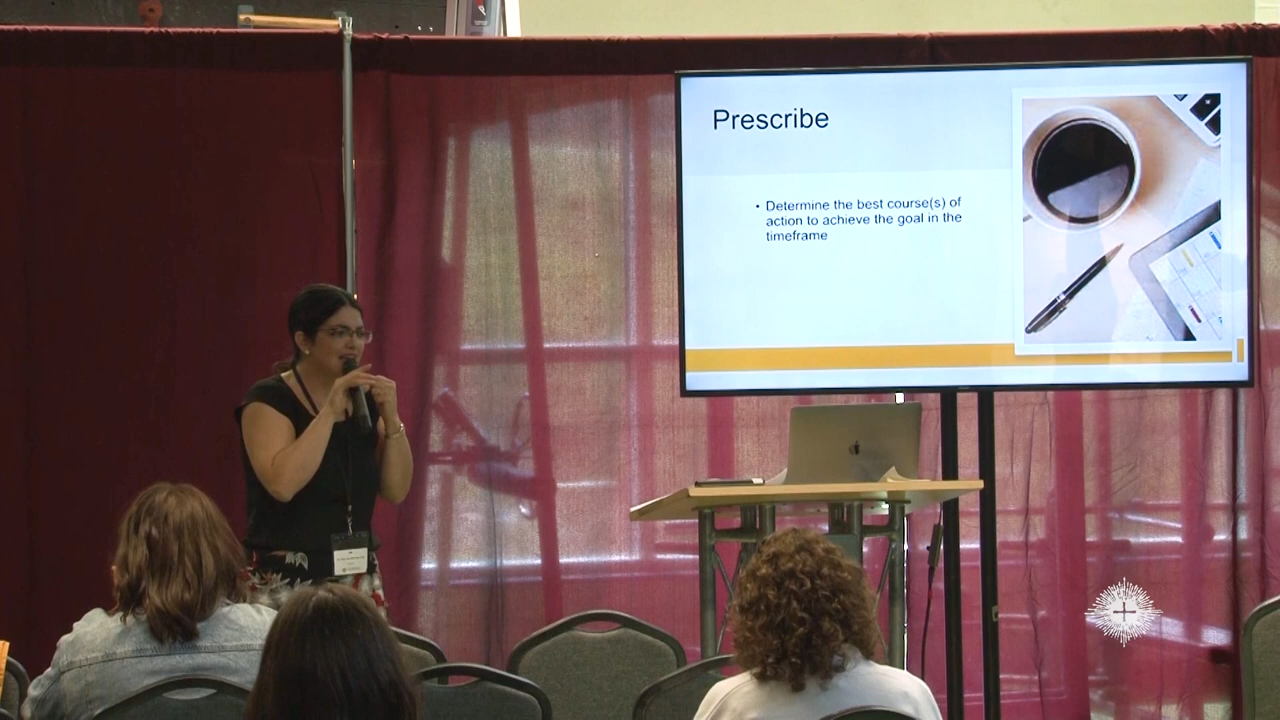 Prescribe
• Determine the best course(s) of
action to achieve the goal in the
timeframe